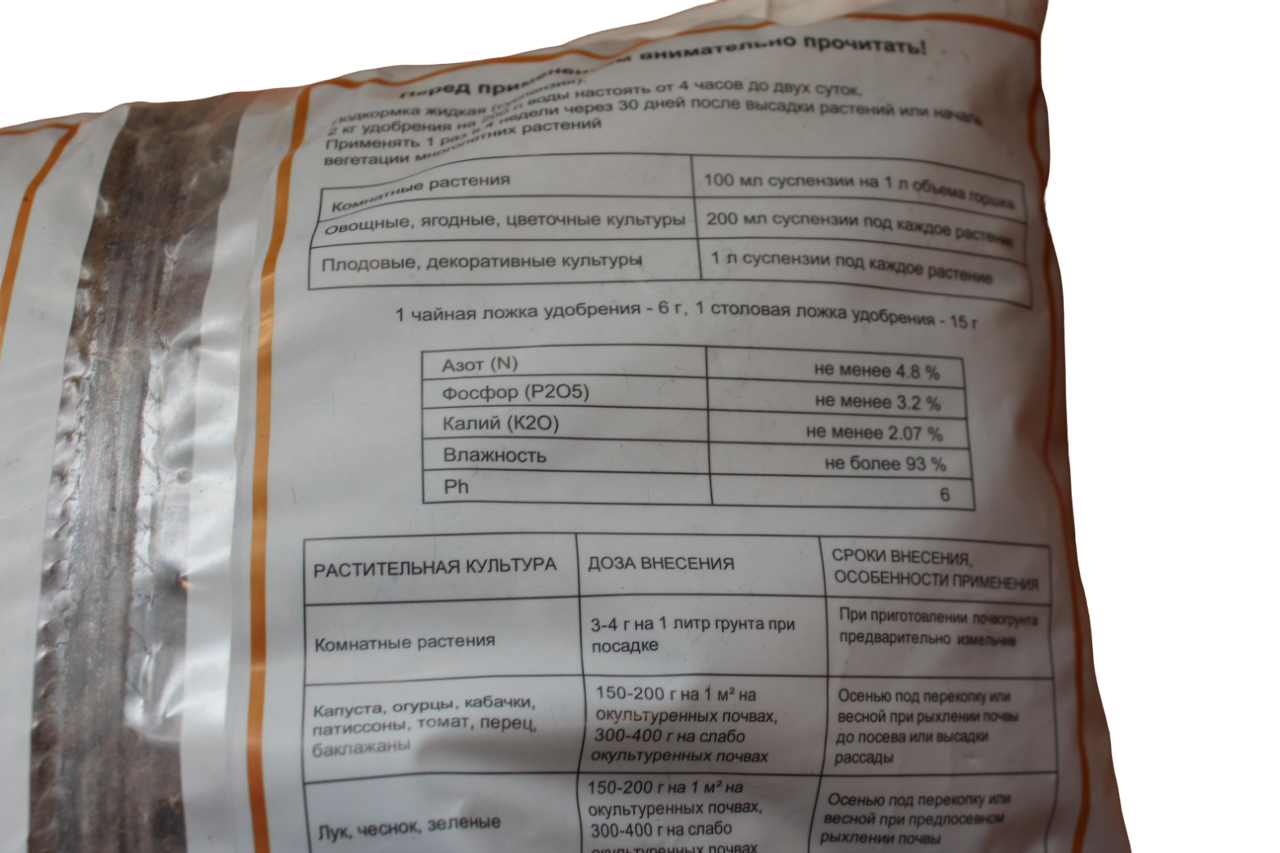 Перед применением внимательно прочитать!
Подкормка жидкая (суспензия):
2 кг удобрения на 200 л воды настоять от 4 часов до двух суток.
Применять 1 раз в 4 недели через 30 дней после высадки растений или начала
вегетации многолетних растений
Комнатные растения 100 мл суспензии на 1 л объема горшка
Овощные, ягодные, цветочные культуры 200 мл суспензии под каждое растение
Плодовые, декоративные культуры 1 л суспензии под каждое растение
1 чайная ложка удобрения - 6 г, 1 столовая ложка удобрения - 15 г
Азот (N) не менее 4.8 %
Фосфор (P2O5) не менее 3.2 %
Калий (K2O) не менее 2.07 %
Влажность не более 93 %
Ph 6
РАСТИТЕЛЬНАЯ КУЛЬТУРА
ДОЗА ВНЕСЕНИЯ
СРОКИ ВНЕСЕНИЯ,
ОСОБЕННОСТИ ПРИМЕНЕНИЯ
Комнатные растения
3-4 г на 1 литр грунта при
посадке
При приготовлении почвогрунта
предварительно измельчив
Капуста, огурцы, кабачки,
патиссоны, томат, перец,
баклажаны
150-200 г на 1 м² на
окультуренных почвах,
300-400 г на слабо
окультуренных почвах
Осенью под перекопку или
весной при рыхлении почвы
до посева или высадки
рассады
Лук, чеснок, зеленые
150-200 г на 1 м² на
окультуренных почвах,
300-400 г на слабо
окультуренных почвах
Осенью под перекопку или
весной при предпосевном
рыхлении почвы